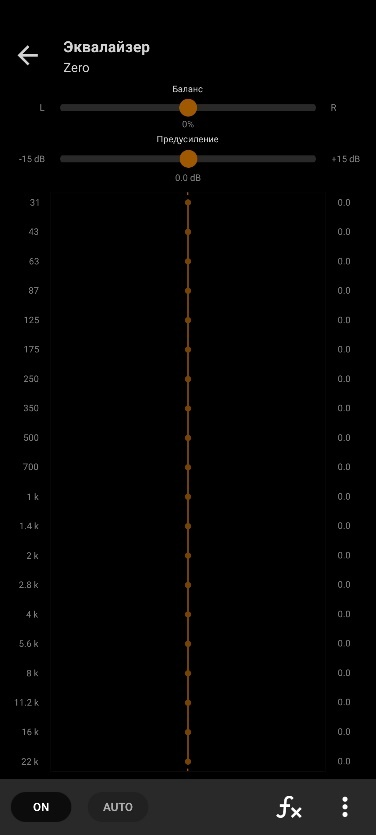 Эквалайзер
Zero
Баланс
L R
0%
Предусиление
-15 dB +15 dB
0.0 dB
31 0.0
43 0.0
63 0.0
87 0.0
125 0.0
175 0.0
250 0.0
350 0.0
500 0.0
700 0.0
1 k 0.0
1.4 k 0.0
2 k 0.0
2.8 k 0.0
4 k 0.0
5.6 k 0.0
8 k 0.0
11.2 k 0.0
16 k 0.0
22 k 0.0
ON AUTO fx